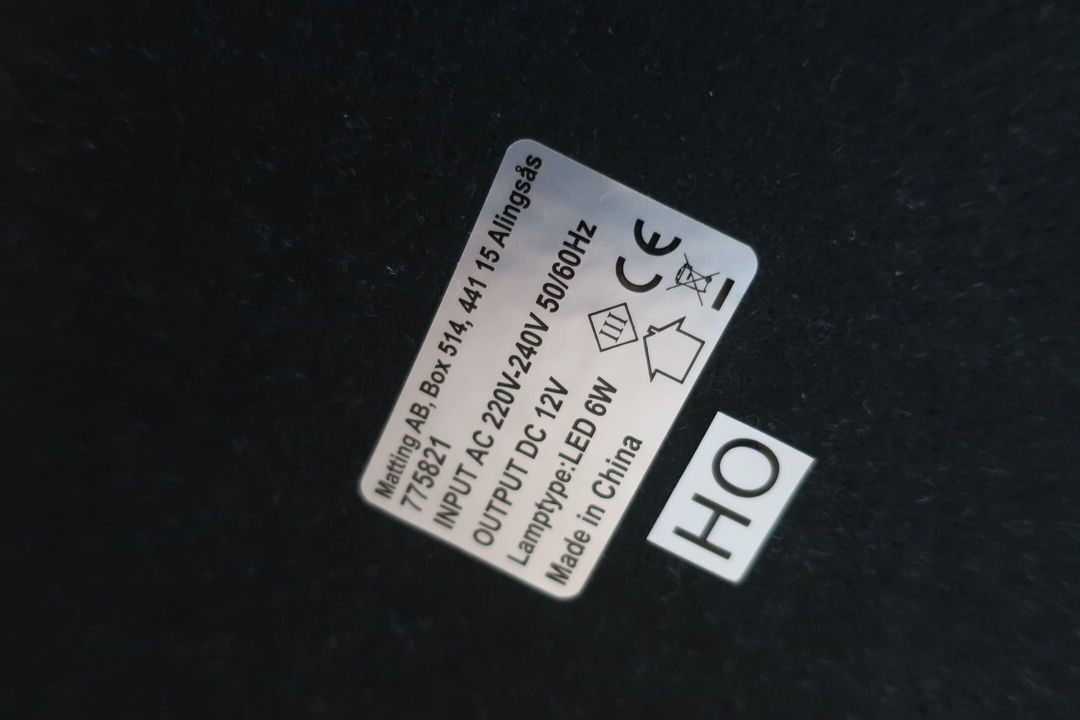 Matting AB, Box 514, 441 15 Alingsås
775821
INPUT AC 220V-240V 50/60Hz
OUTPUT DC 12V
Lamptype:LED 6W
Made in China
III
CE
HO